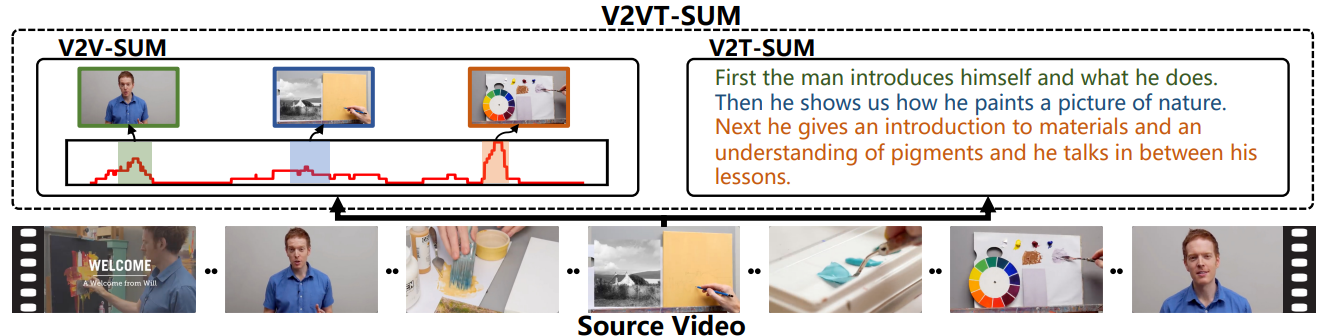 V2VT-SUM
V2V-SUM
V2T-SUM
First the man introduces himself and what he does.
Then he shows us how he paints a picture of nature.
Next he gives an introduction to materials and an
understanding of pigments and he talks in between his
lessons.
WELCOME
A Welcome from Will
Source Video